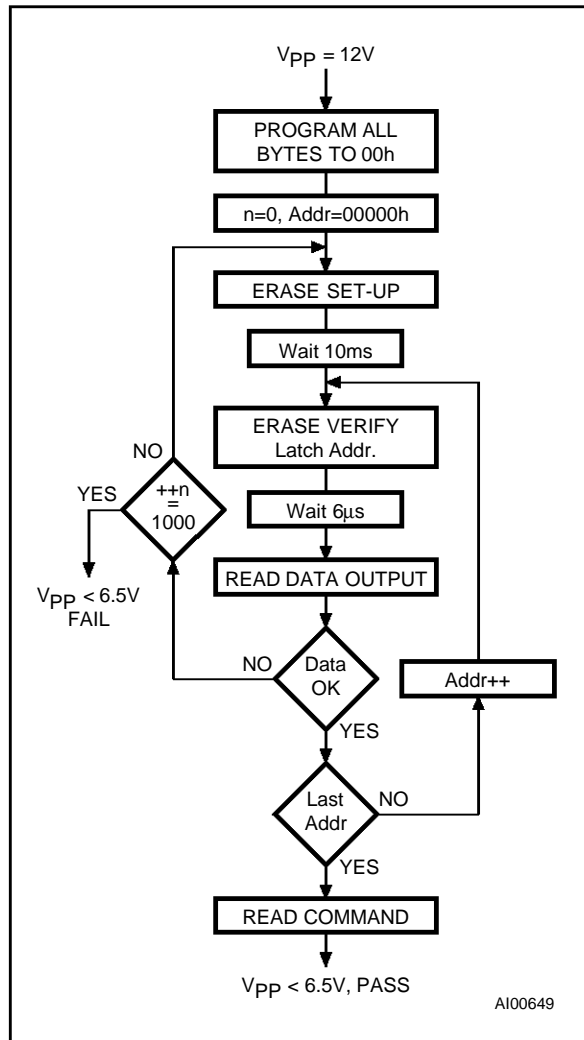 VPP = 12V
PROGRAM ALL
BYTES TO 00h
n=0, Addr=00000h
ERASE SET-UP
Wait 10ms
ERASE VERIFY
Latch Addr.
NO
YES
++n
=
1000
Wait 6µs
VPP < 6.5V
FAIL
READ DATA OUTPUT
NO
Data
OK
YES
Addr++
Last
Addr
NO
YES
READ COMMAND
VPP < 6.5V, PASS
AI00649